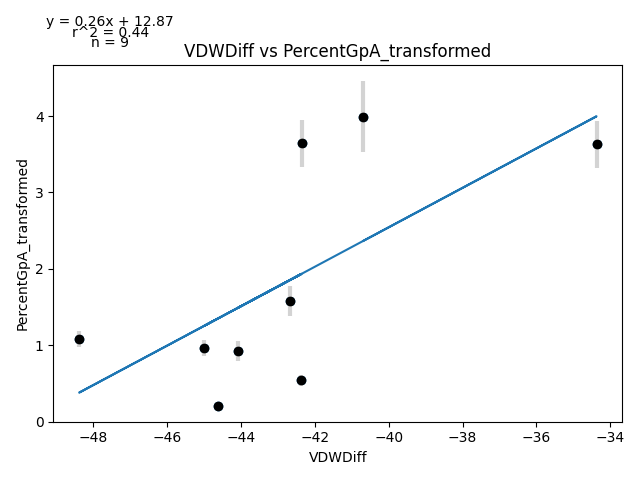 y = 0.26x + 12.87
r^2 = 0.44
n = 9
VDWDiff vs PercentGpA_transformed
PercentGpA_transformed
4
3
2
1
0
−48 −46 −44 −42 −40 −38 −36 −34
VDWDiff